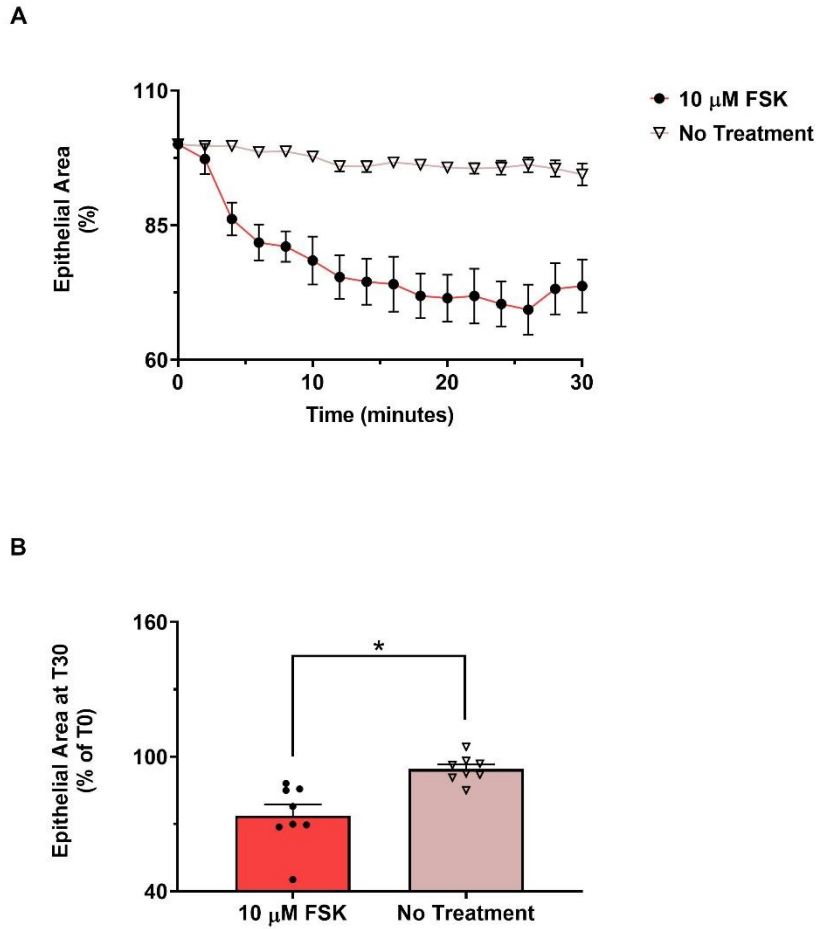 A
110
85
60
Epithelial Area
(%)
0 10 20 30
Time (minutes)
10 μM FSK
No Treatment
B
160
100
40
Epithelial Area at T30
(% of T0)
*
10 μM FSK No Treatment